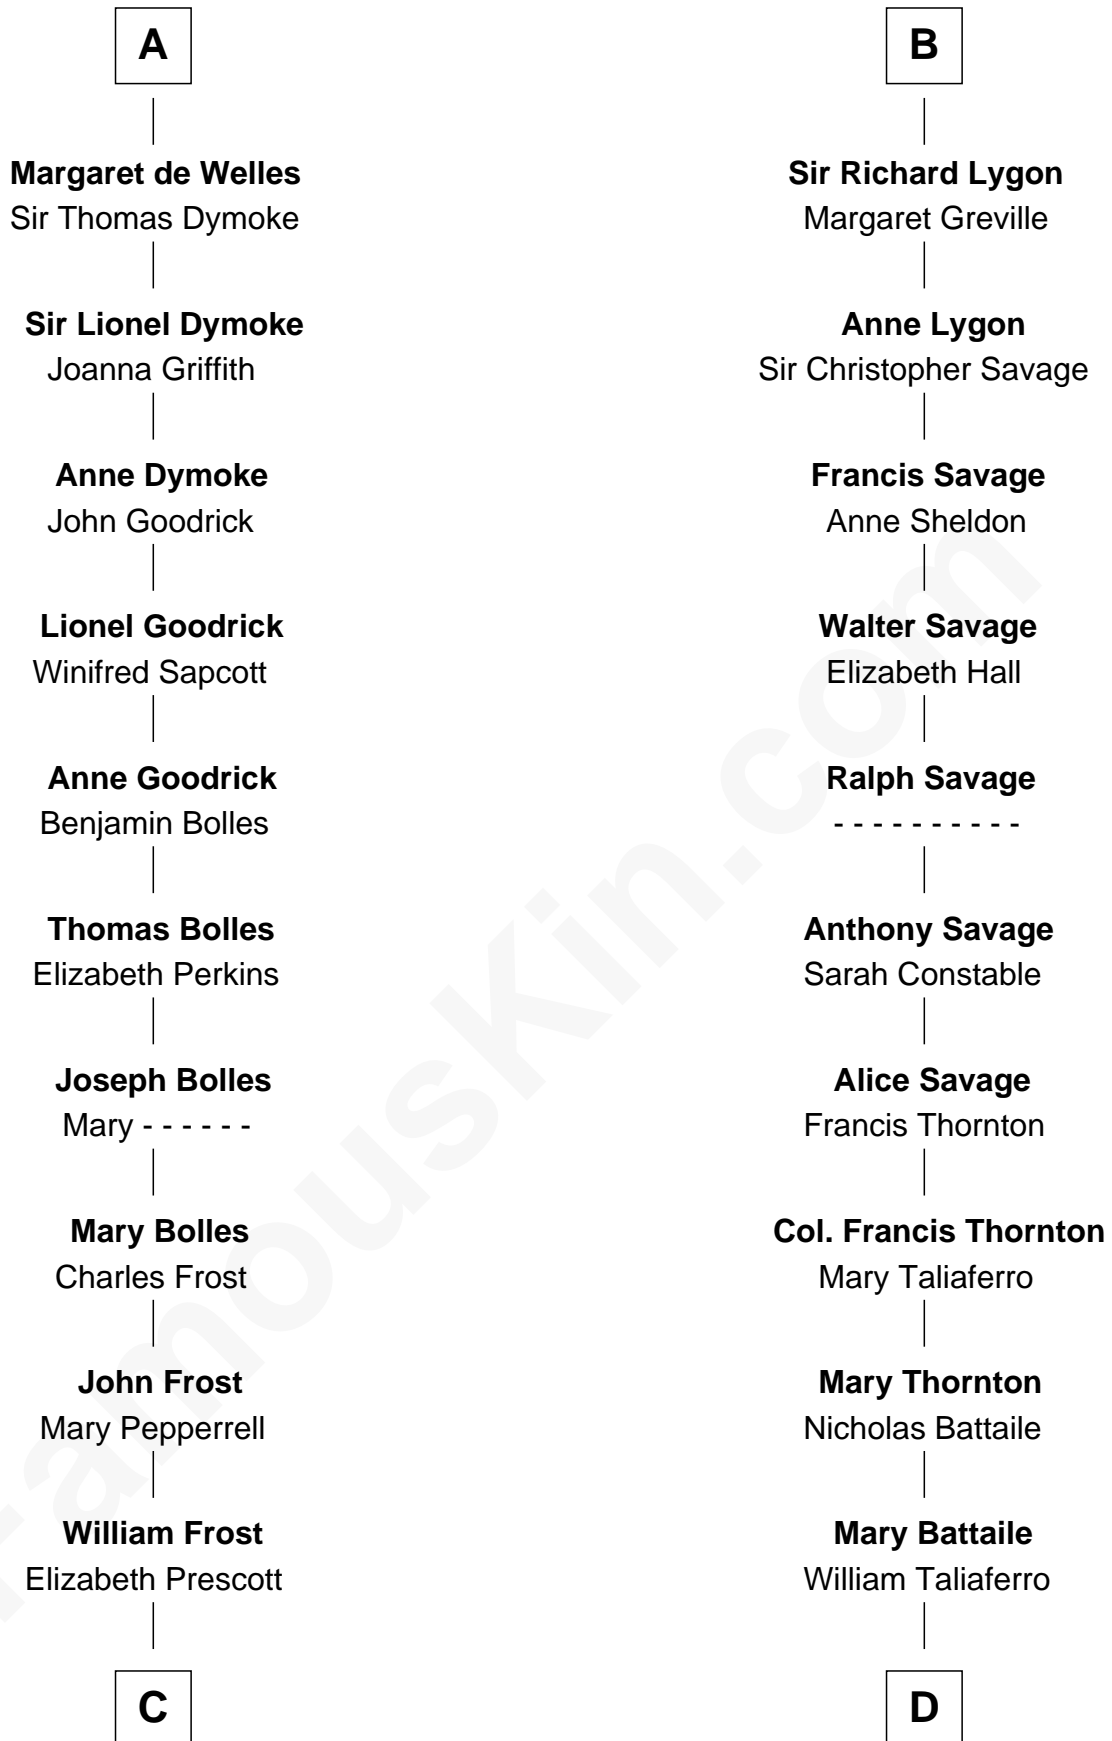 A
Margaret de Welles
Sir Thomas Dymoke
Sir Lionel Dymoke
Joanna Griffith
Anne Dymoke
John Goodrick
Lionel Goodrick
Winifred Sapcott
Anne Goodrick
Benjamin Bolles
Thomas Bolles
Elizabeth Perkins
Joseph Bolles
Mary - - - - - -
Mary Bolles
Charles Frost
John Frost
Mary Pepperrell
William Frost
Elizabeth Prescott
C
B
Sir Richard Lygon
Margaret Greville
Anne Lygon
Sir Christopher Savage
Francis Savage
Anne Sheldon
Walter Savage
Elizabeth Hall
Ralph Savage
- - - - - - - - - -
Anthony Savage
Sarah Constable
Alice Savage
Francis Thornton
Col. Francis Thornton
Mary Taliaferro
Mary Thornton
Nicholas Battaile
Mary Battaile
William Taliaferro
D
FamousKin.com